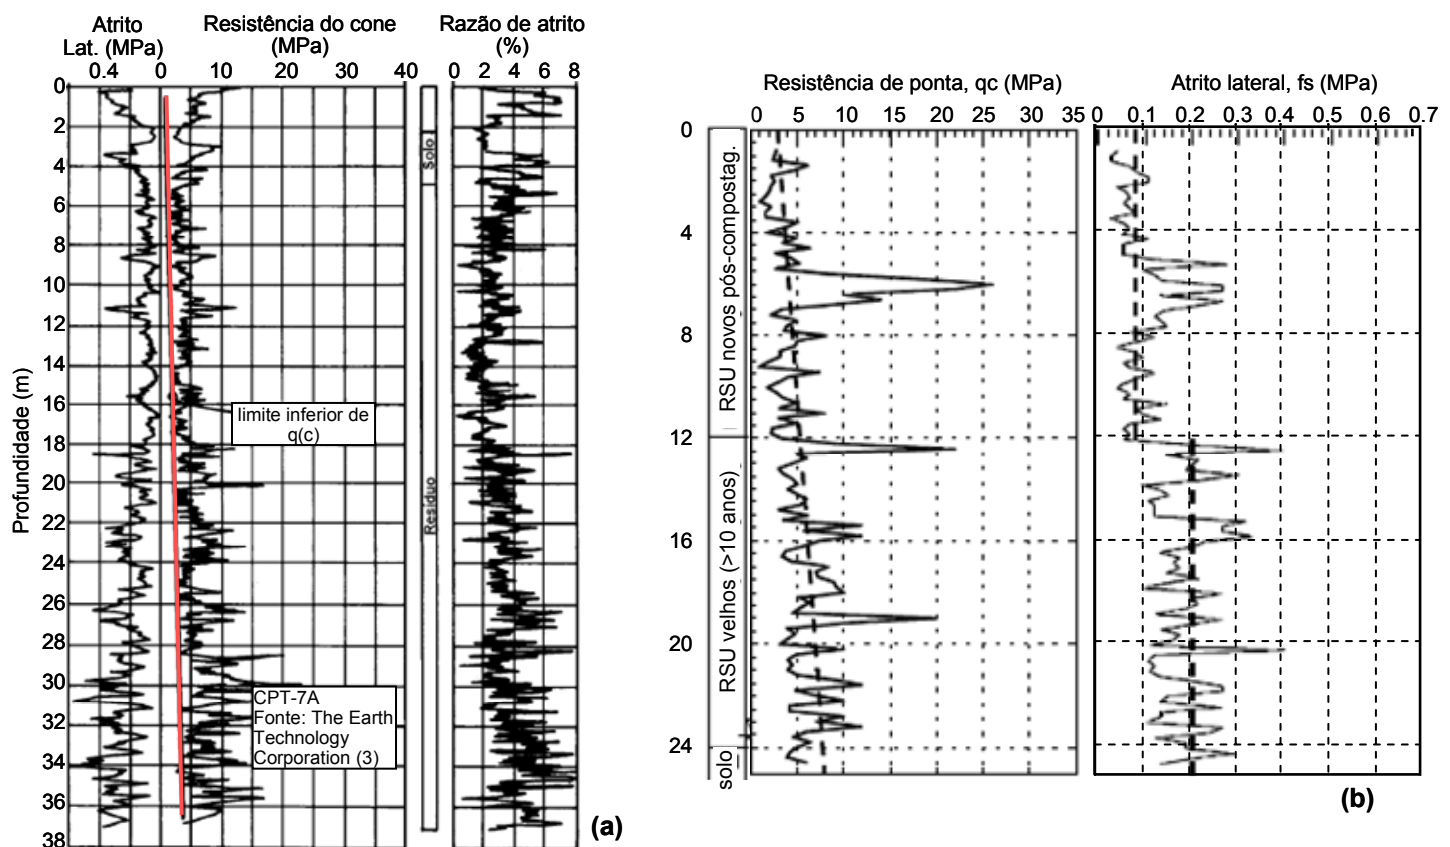 Atrito
Lat. (MPa)
Resistência do cone
(MPa)
Razão de atrito
(%)
0.4 0 10 20 30 40
0 2 4 6 8
0
2
4
6
8
10
12
14
16
18
20
22
24
26
28
30
32
34
36
38
Profundidade (m)
limite inferior de
q(c)
CPT-7A
Fonte: The Earth
Technology
Corporation (3)
Solo
Resíduo
(a)
Resistência de ponta, qc (MPa)
0 5 10 15 20 25 30 35
Atrito lateral, fs (MPa)
0 0.1 0.2 0.3 0.4 0.5 0.6 0.7
0
4
8
12
16
20
24
RSU novos pós-compostag.
RSU velhos (>10 anos)
solo
(b)